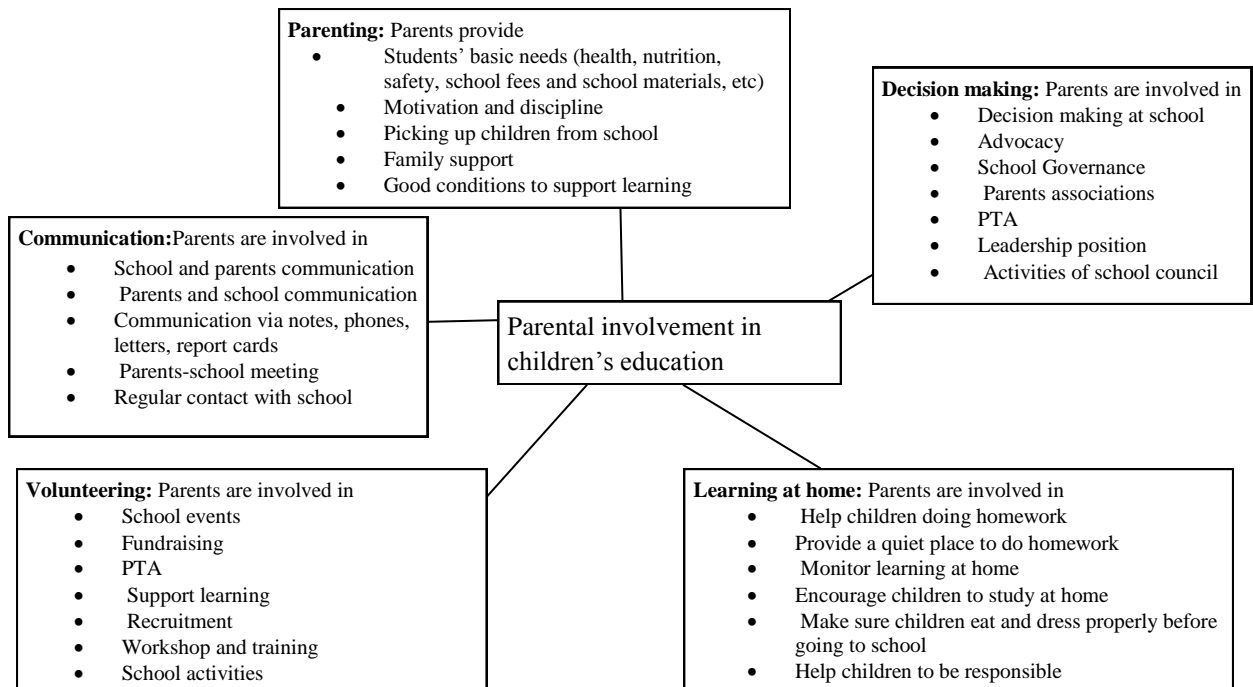 Parenting: Parents provide
• Students’ basic needs (health, nutrition,
safety, school fees and school materials, etc)
• Motivation and discipline
• Picking up children from school
• Family support
• Good conditions to support learning
Decision making: Parents are involved in
• Decision making at school
• Advocacy
• School Governance
• Parents associations
• PTA
• Leadership position
• Activities of school council
Communication:Parents are involved in
• School and parents communication
• Parents and school communication
• Communication via notes, phones,
letters, report cards
• Parents-school meeting
• Regular contact with school
Parental involvement in
children’s education
Volunteering: Parents are involved in
• School events
• Fundraising
• PTA
• Support learning
• Recruitment
• Workshop and training
• School activities
Learning at home: Parents are involved in
• Help children doing homework
• Provide a quiet place to do homework
• Monitor learning at home
• Encourage children to study at home
• Make sure children eat and dress properly before
going to school
• Help children to be responsible